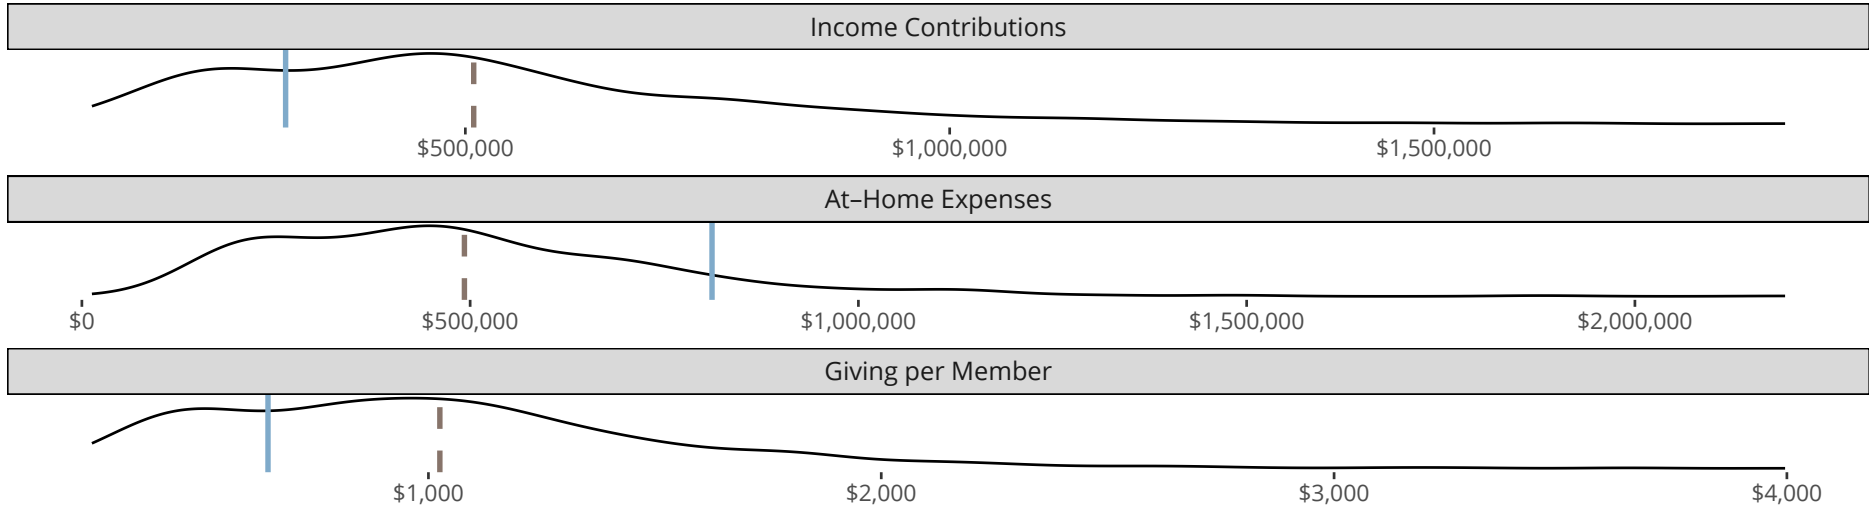 Income Contributions
$500,000 $1,000,000 $1,500,000
At–Home Expenses
$0 $500,000 $1,000,000 $1,500,000 $2,000,000
Giving per Member
$1,000 $2,000 $3,000 $4,000